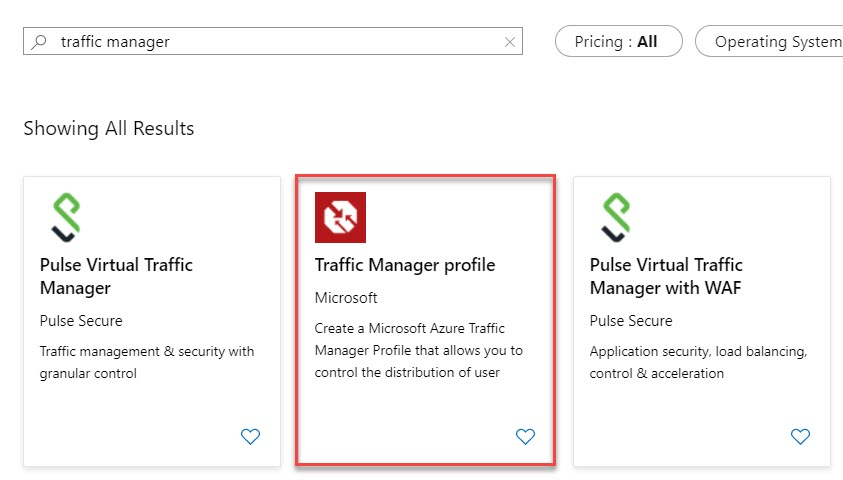 traffic manager
Pricing : All
Operating System
Showing All Results
Pulse Virtual Traffic
Manager
Pulse Secure
Traffic management & security with
granular control
Traffic Manager profile
Microsoft
Create a Microsoft Azure Traffic
Manager Profile that allows you to
control the distribution of user
Pulse Virtual Traffic
Manager with WAF
Pulse Secure
Application security, load balancing,
control & acceleration